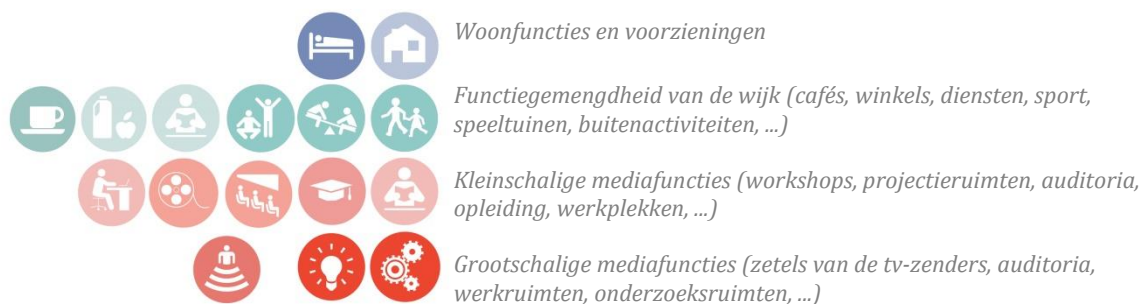 Woonfuncties en voorzieningen
Functiegemengdheid van de wijk (cafés, winkels, diensten, sport,
speeltuinen, buitenactiviteiten, ...)
Kleinschalige mediafuncties (workshops, projectieruimten, auditoria,
opleiding, werkplekken, ...)
Grootschalige mediafuncties (zetels van de tv-zenders, auditoria,
werkruimten, onderzoeksruimten, ...)